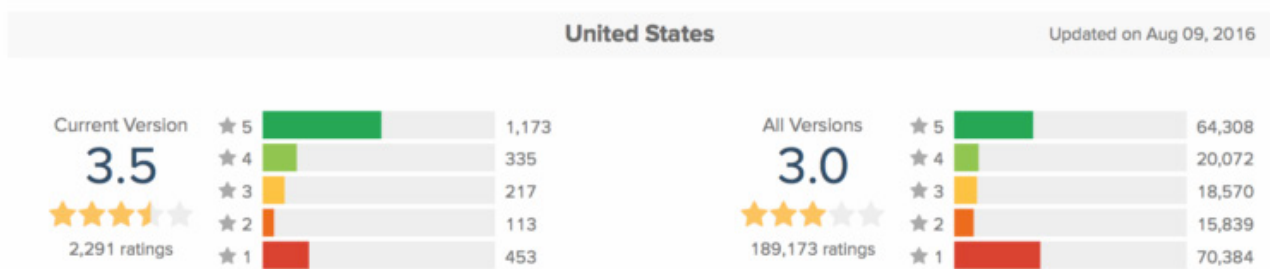 United States
Updated on Aug 09, 2016
Current Version
3.5
2,291 ratings
5 1,173
4 335
3 217
2 113
1 453
All Versions
3.0
189,173 ratings
5 64,308
4 20,072
3 18,570
2 15,839
1 70,384